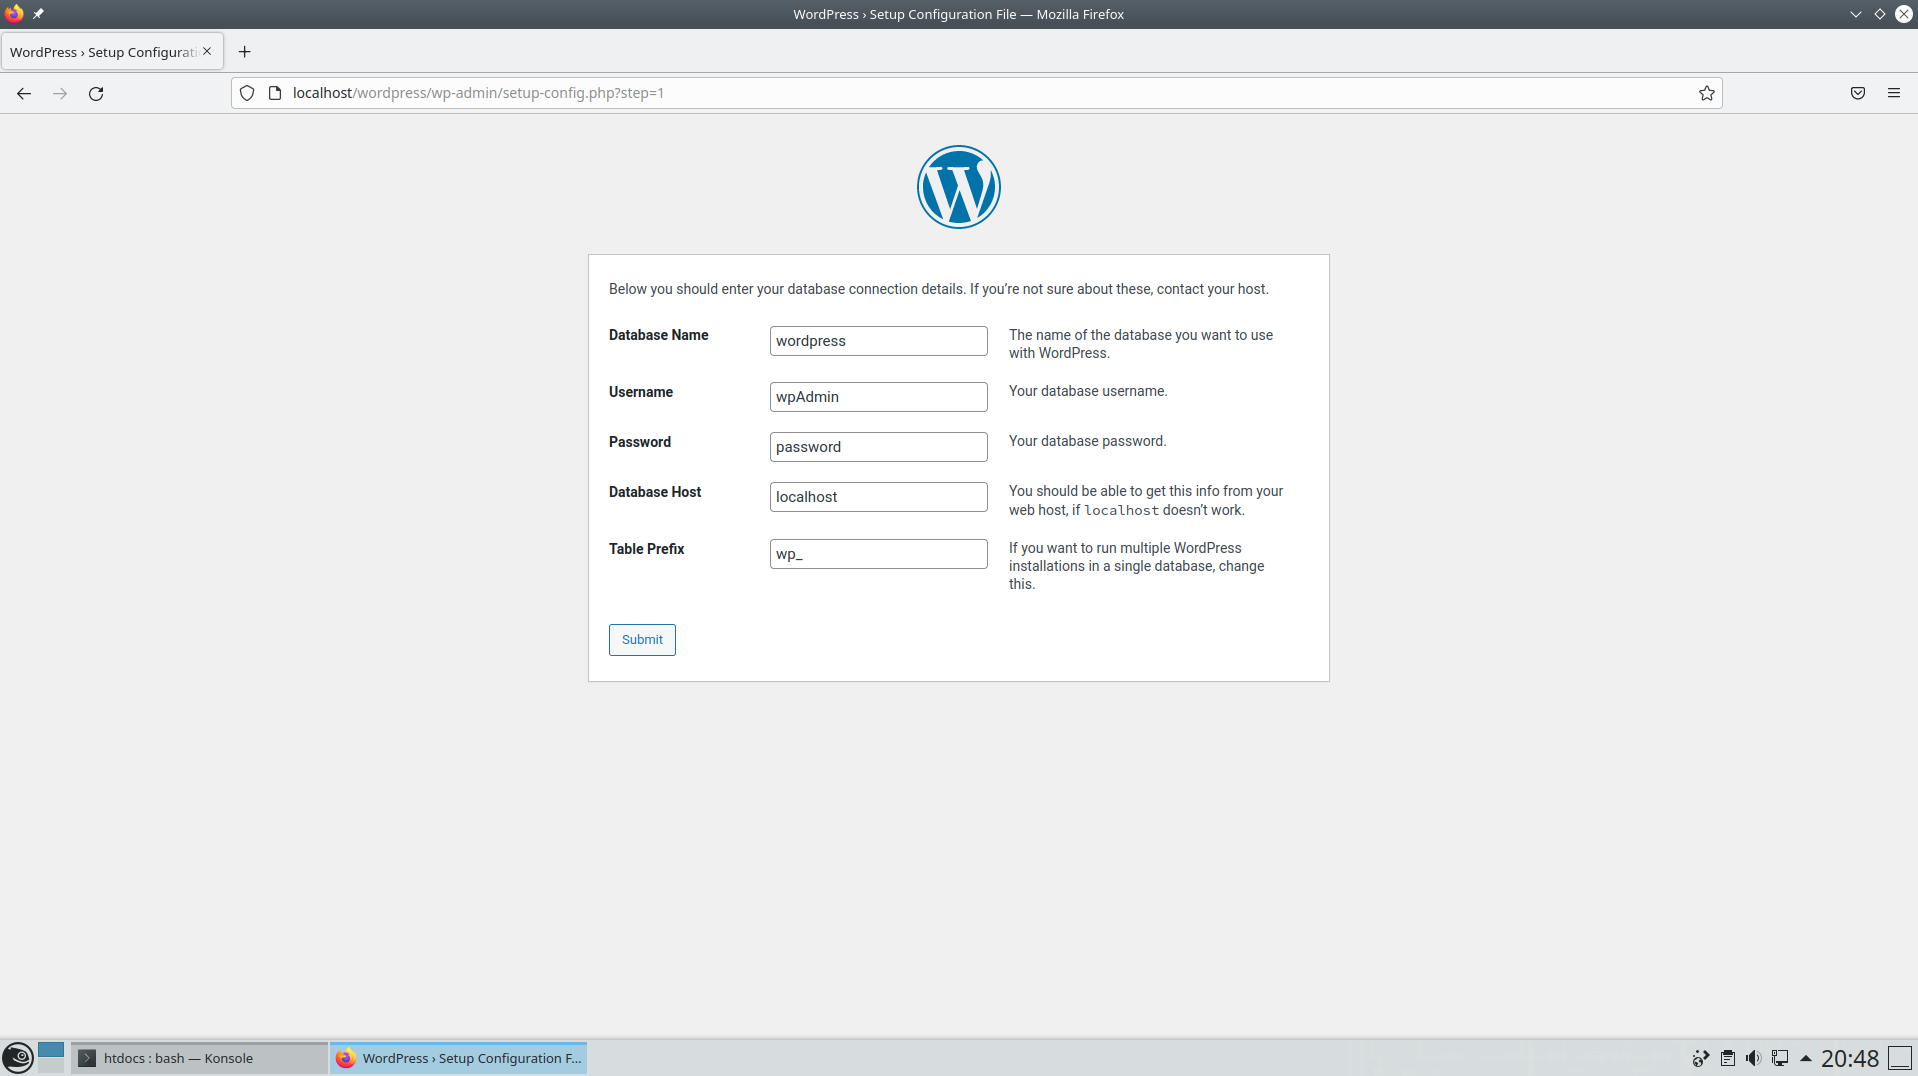 WordPress › Setup Configuration File — Mozilla Firefox
WordPress › Setup Configurati
localhost/wordpress/wp-admin/setup-config.php?step=1
W
Below you should enter your database connection details. If you’re not sure about these, contact your host.
Database Name
wordpress
The name of the database you want to use
with WordPress.
Username
wpAdmin
Your database username.
Password
password
Your database password.
Database Host
localhost
You should be able to get this info from your
web host, if localhost doesn’t work.
Table Prefix
wp_
If you want to run multiple WordPress
installations in a single database, change
this.
Submit
htdocs : bash — Konsole
WordPress › Setup Configuration F...
20:48